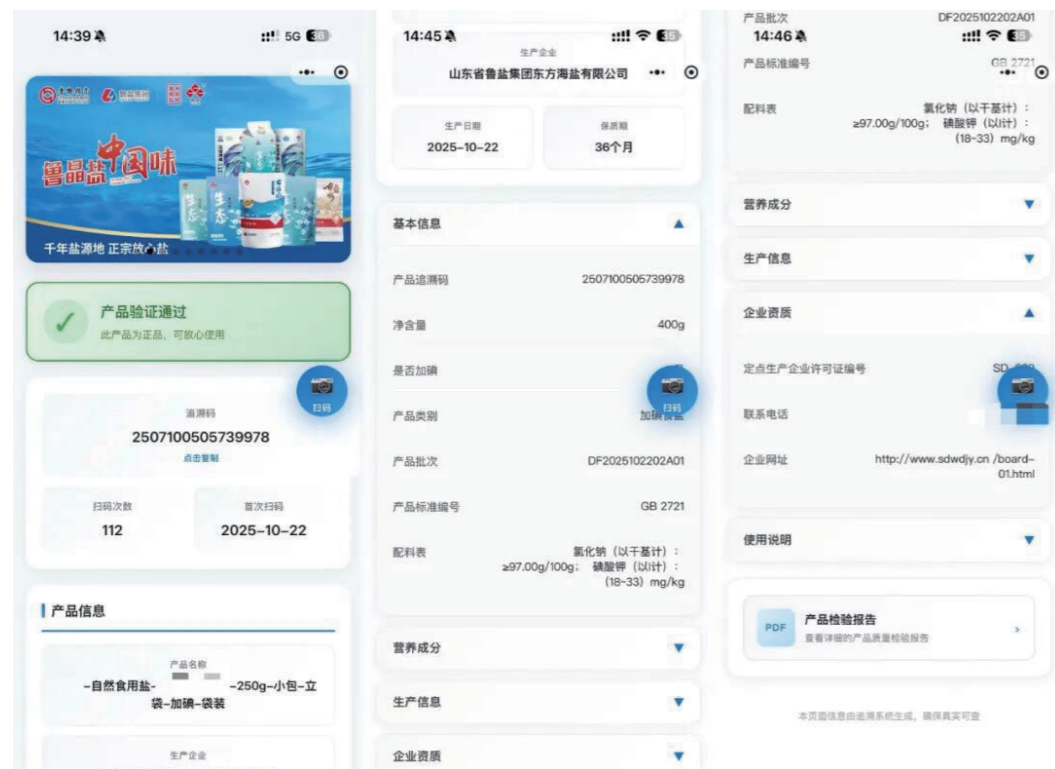 14:39
5G
鲁晶盐
中国味
生态
生态
千年盐源地 正宗放心盐
产品验证通过
此产品为正品，可放心使用
扫码
追溯码
2507100505739978
点击复制
扫码次数
112
首次扫码
2025-10-22
产品信息
产品名称
-自然食用盐-
-250g-小包-立
袋-加碘-袋装
生产企业
14:45
35
生产企业
山东省鲁盐集团东方海盐有限公司
生产日期
2025-10-22
保质期
36个月
基本信息
产品追溯码 2507100505739978
净含量 400g
是否加碘
扫码
产品类别 加碘食盐
产品批次 DF2025102202A01
产品标准编号 GB 2721
配料表 氯化钠（以干基计）：
≥97.00g/100g； 碘酸钾（以I计）：
(18~33) mg/kg
营养成分
生产信息
企业资质
产品批次 DF2025102202A01
14:46
35
产品标准编号 GB 2721
配料表 氯化钠（以干基计）：
≥97.00g/100g； 碘酸钾（以I计）：
(18~33) mg/kg
营养成分
生产信息
企业资质
定点生产企业许可证编号
扫码
联系电话
企业网址 http://www.sdwdjy.cn /board-
01.html
使用说明
PDF
产品检验报告
查看详细的产品质量检验报告
本页面信息由追溯系统生成，确保真实可查